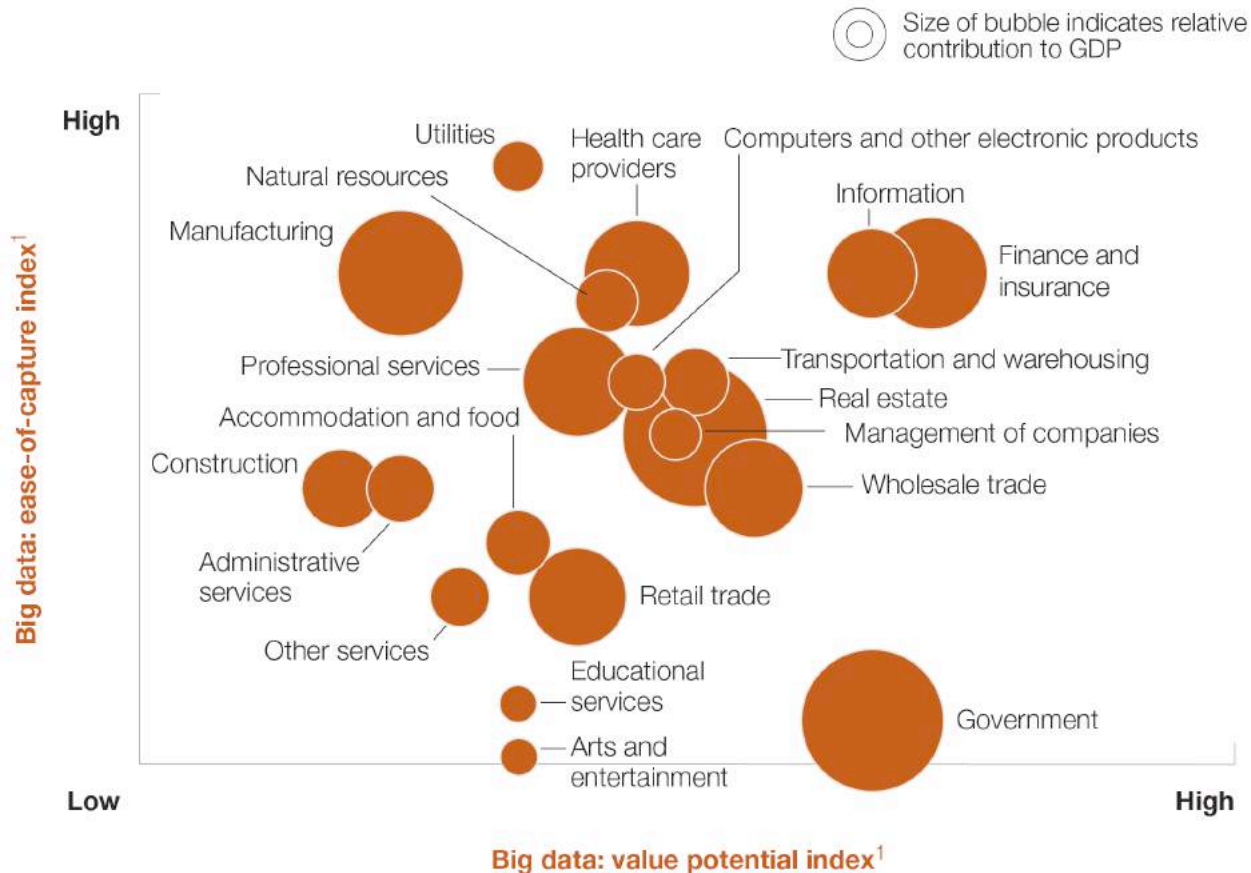 Size of bubble indicates relative
contribution to GDP
High
Utilities
Health care
providers
Computers and other electronic products
Natural resources
Information
Manufacturing
Finance and
insurance
Professional services
Transportation and warehousing
Real estate
Accommodation and food
Management of companies
Construction
Wholesale trade
Administrative
services
Retail trade
Other services
Educational
services
Government
Arts and
entertainment
Low
High
Big data: ease-of-capture index¹
Big data: value potential index¹